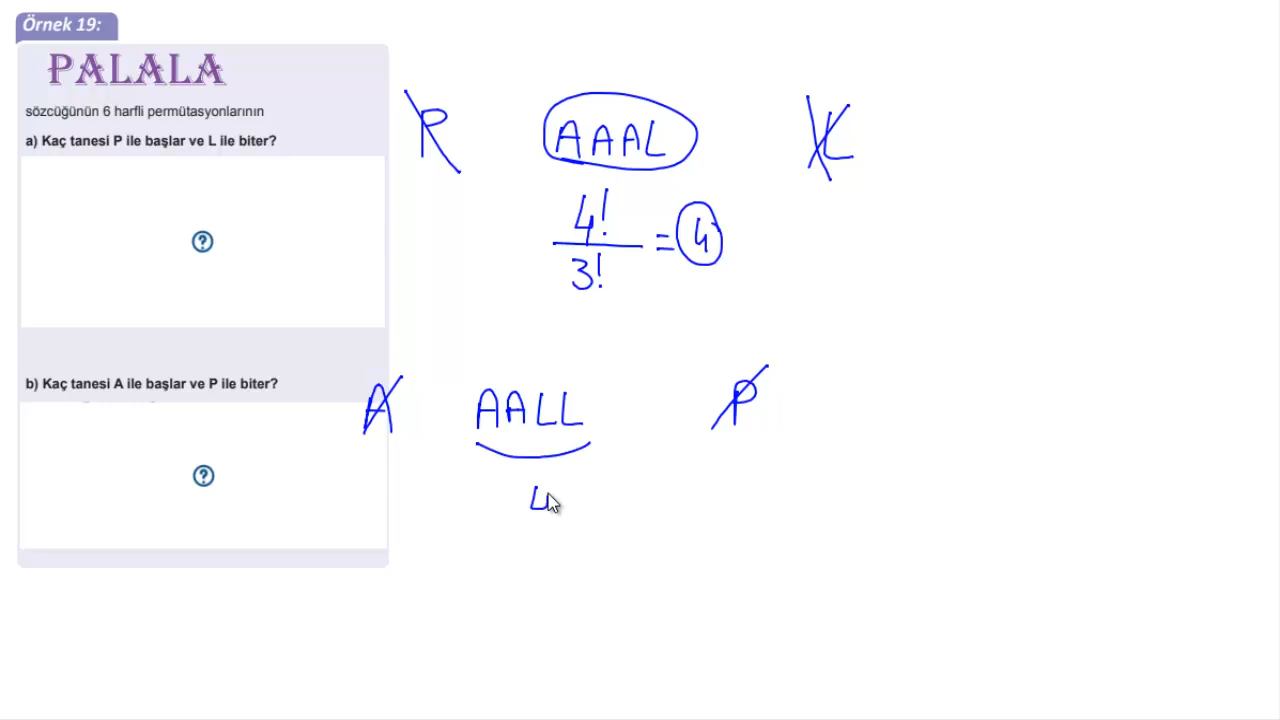 Örnek 19:
PALALA
sözcüğünün 6 harfli permütasyonlarının
a) Kaç tanesi P ile başlar ve L ile biter?
?
P AAAL L
4!
3!
= 4
b) Kaç tanesi A ile başlar ve P ile biter?
?
A AALL P
4